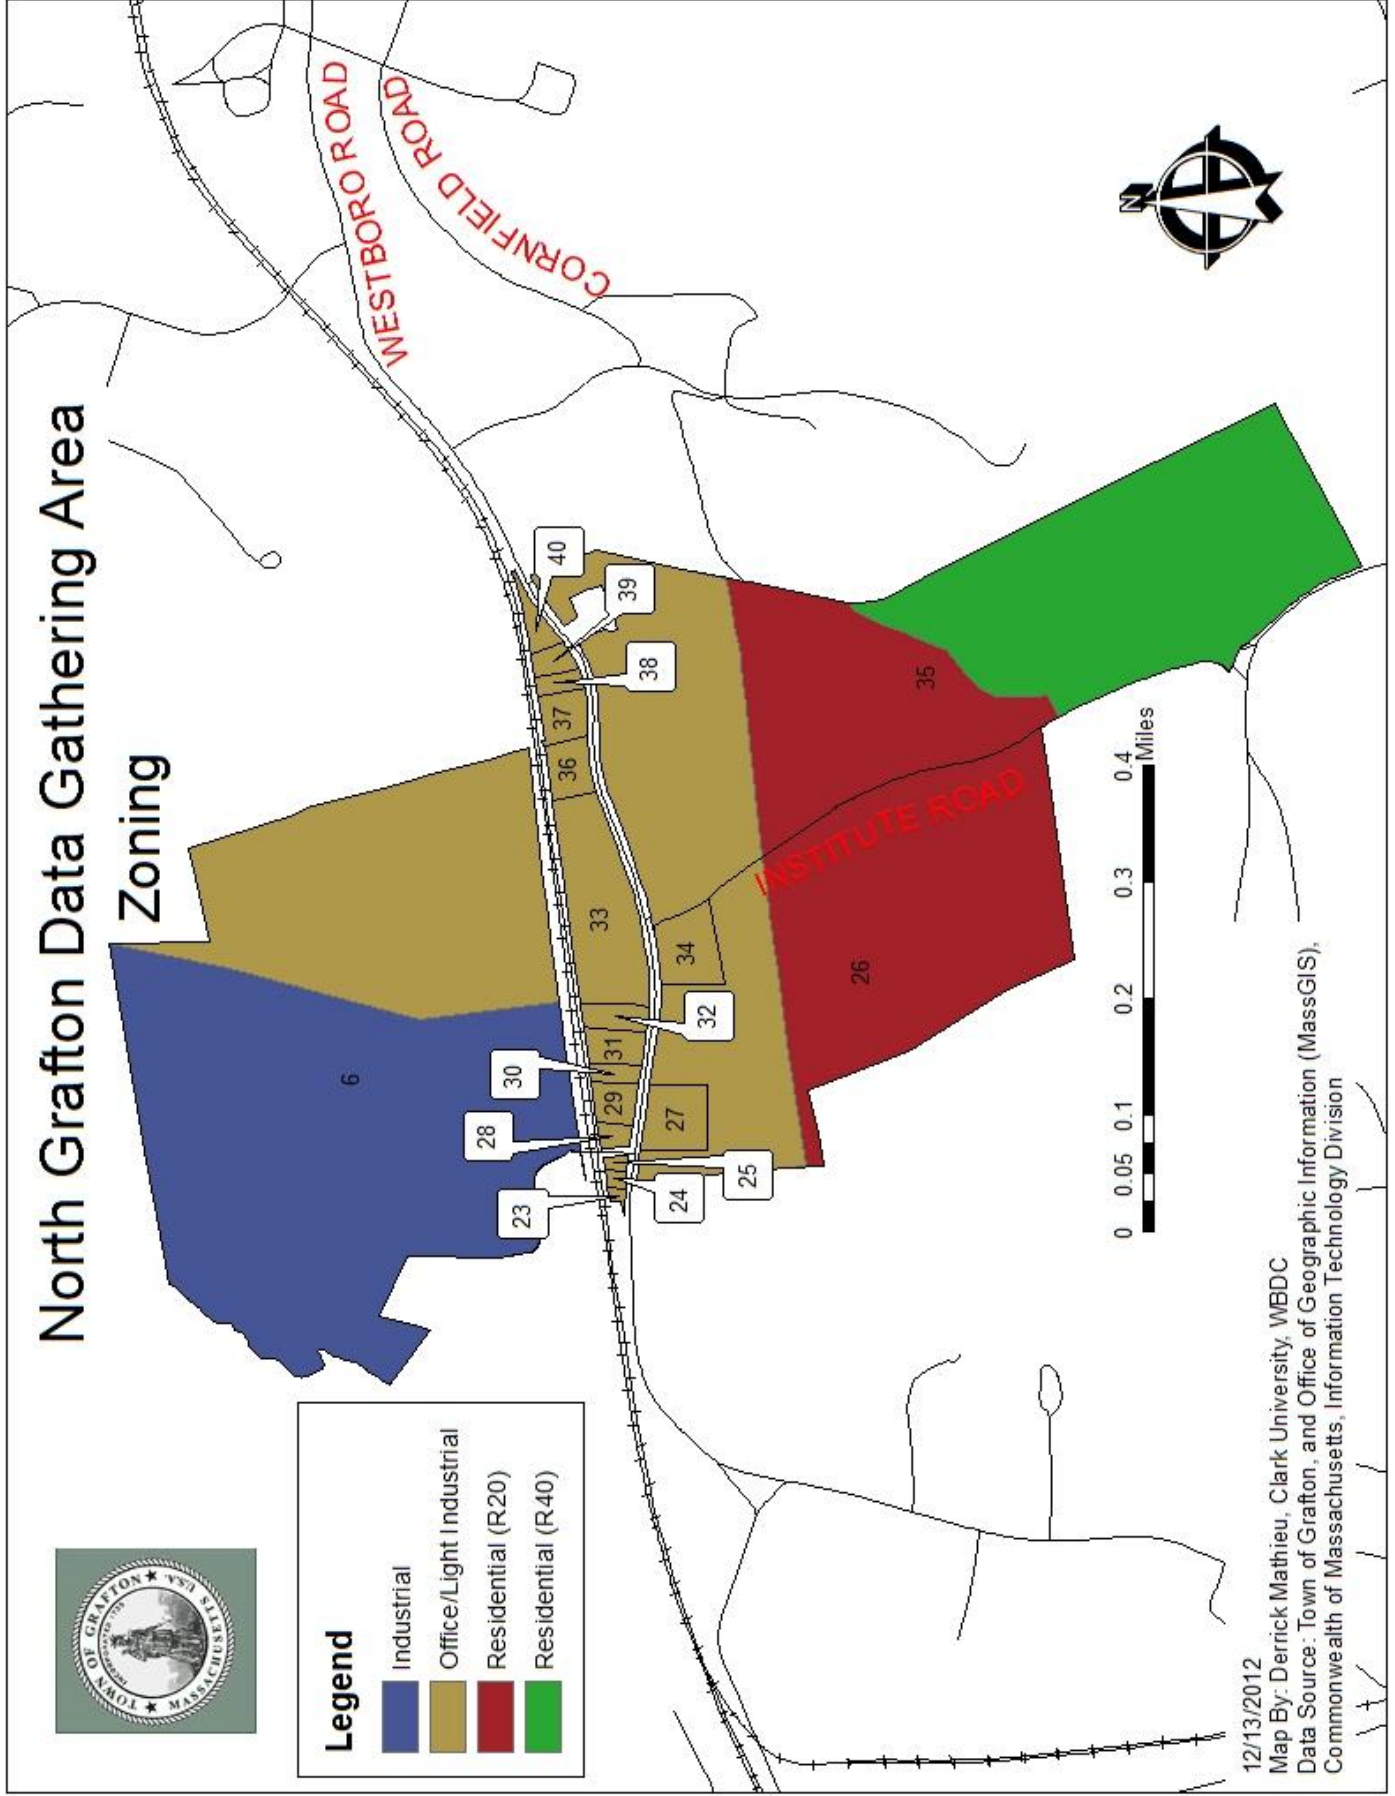 North Grafton Data Gathering Area
Zoning
TOWN OF GRAFTON
INCORPORATED 1735
MASSACHUSETTS USA.
Legend
Industrial
Office/Light Industrial
Residential (R20)
Residential (R40)
WESTBORO ROAD
CORNFIELD ROAD
INSTITUTE ROAD
N
6
23
28
30
24
25
27
29
31
32
33
34
36
37
38
39
40
26
35
0 0.05 0.1 0.2 0.3 0.4
Miles
12/13/2012
Map By: Derrick Mathieu, Clark University, WBDC
Data Source: Town of Grafton, and Office of Geographic Information (MassGIS),
Commonwealth of Massachusetts, Information Technology Division